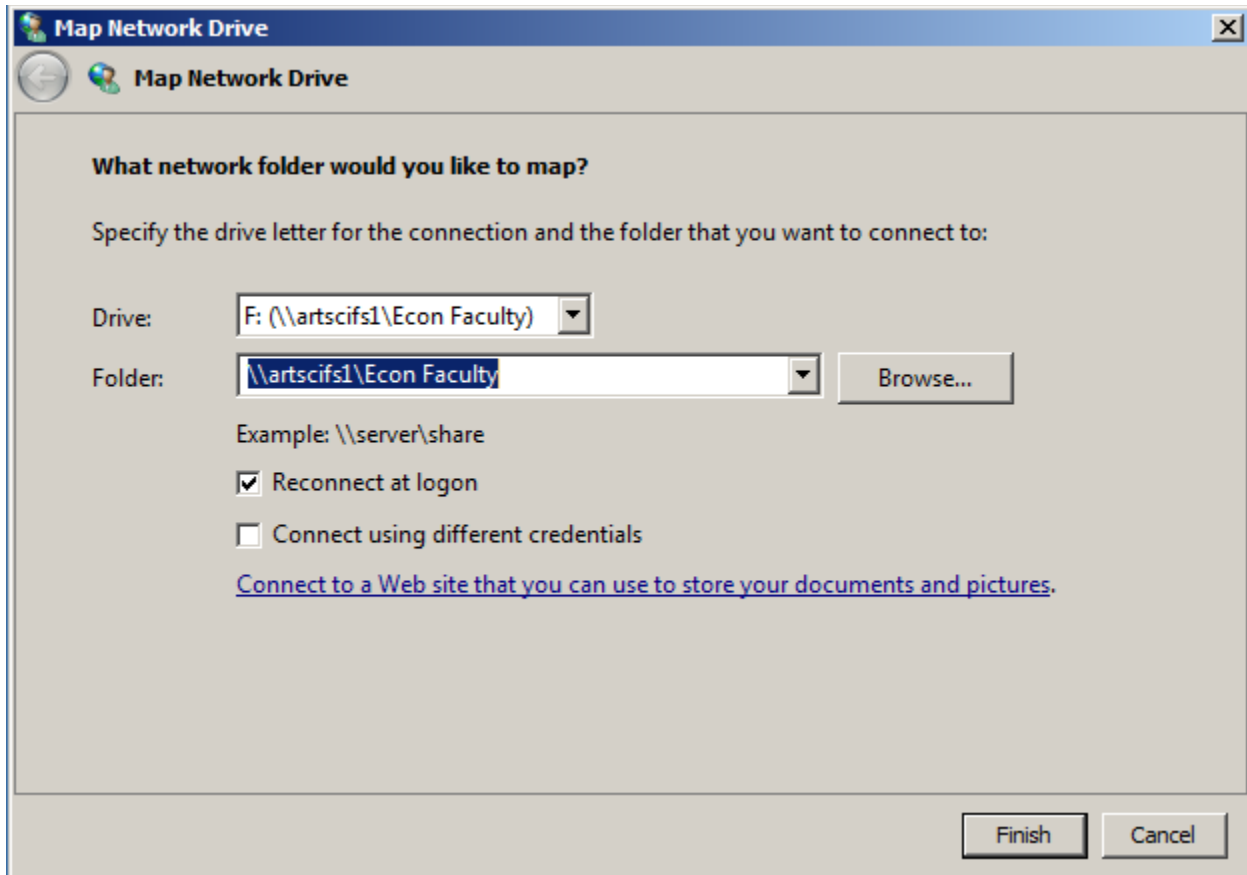 Map Network Drive
Map Network Drive
What network folder would you like to map?
Specify the drive letter for the connection and the folder that you want to connect to:
Drive: F: (\\artscifs1\Econ Faculty)
Folder: \\artscifs1\Econ Faculty Browse...
Example: \\server\share
Reconnect at logon
Connect using different credentials
Connect to a Web site that you can use to store your documents and pictures.
Finish Cancel